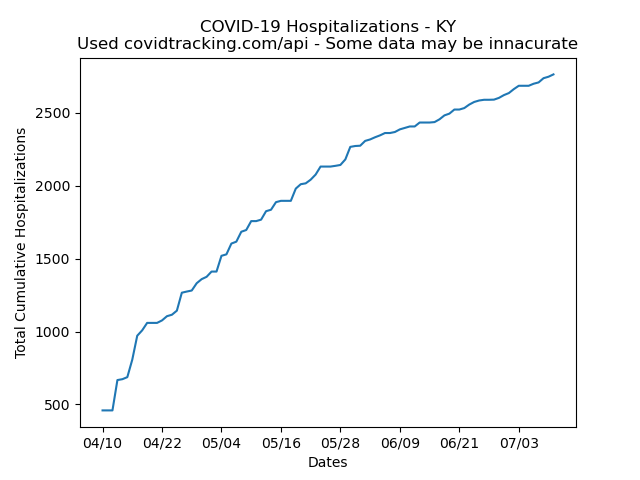 COVID-19 Hospitalizations - KY
Used covidtracking.com/api - Some data may be innacurate
Total Cumulative Hospitalizations
2500
2000
1500
1000
500
04/10 04/22 05/04 05/16 05/28 06/09 06/21 07/03
Dates